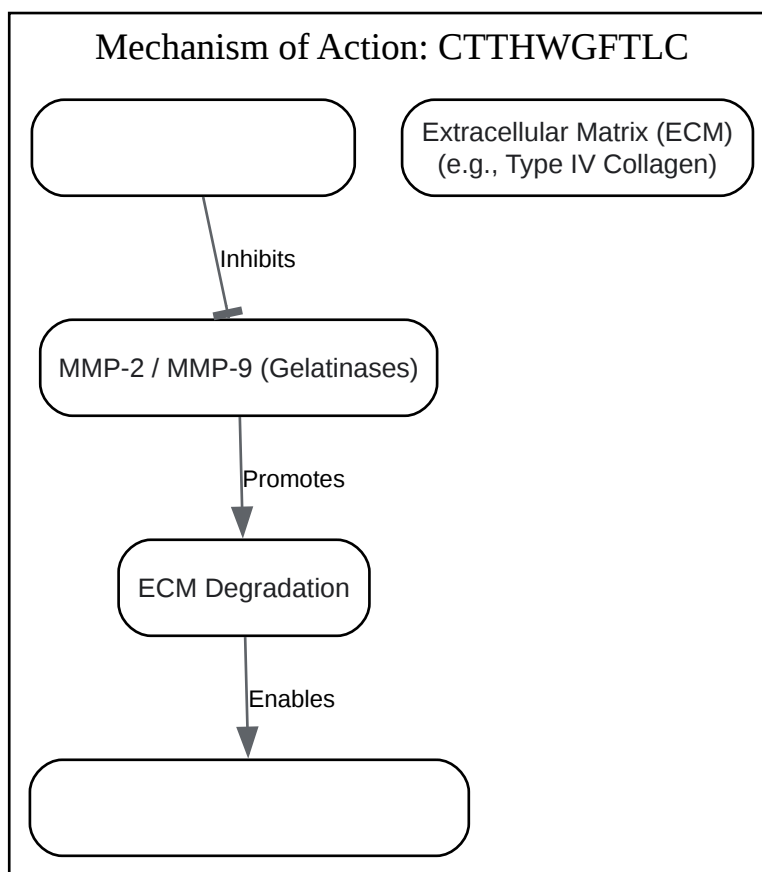 Mechanism of Action: CTTHWGFTLC
Extracellular Matrix (ECM)
(e.g., Type IV Collagen)
Inhibits
MMP-2 / MMP-9 (Gelatinases)
Promotes
ECM Degradation
Enables